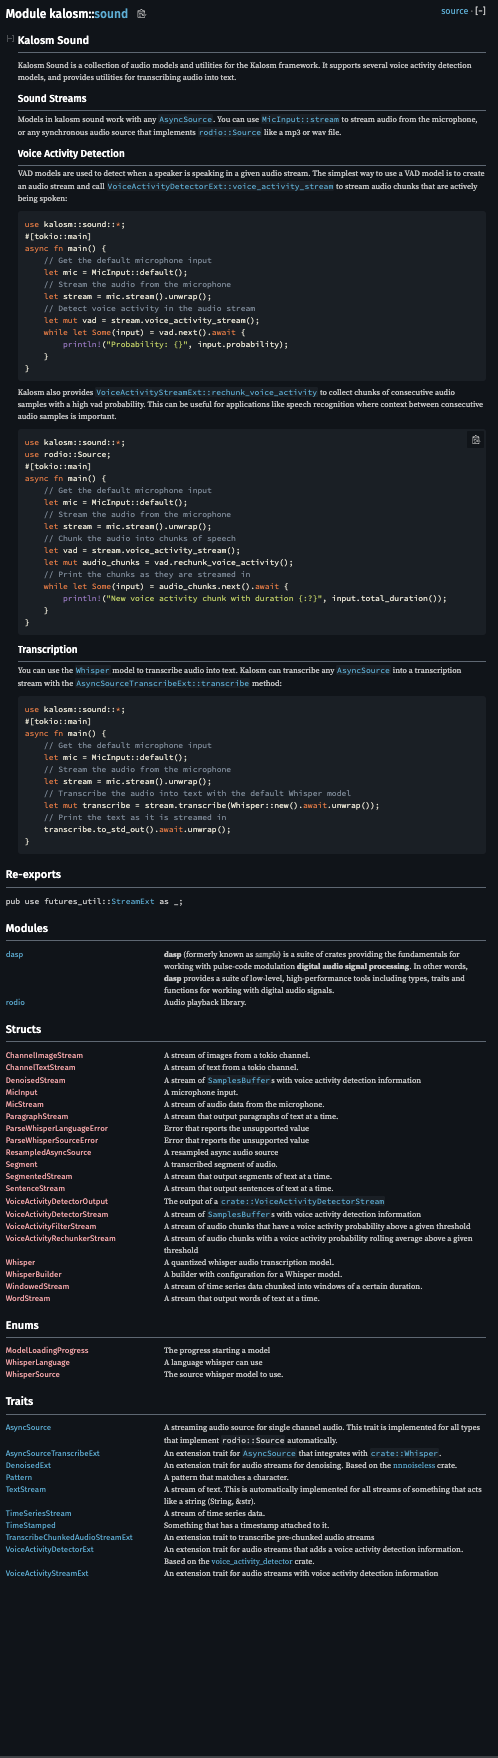 Module kalosm::sound
source · [−]
[−] Kalosm Sound
Kalosm Sound is a collection of audio models and utilities for the Kalosm framework. It supports several voice activity detection
models, and provides utilities for transcribing audio into text.
Sound Streams
Models in kalosm sound work with any AsyncSource. You can use MicInput::stream to stream audio from the microphone,
or any synchronous audio source that implements rodio::Source like a mp3 or wav file.
Voice Activity Detection
VAD models are used to detect when a speaker is speaking in a given audio stream. The simplest way to use a VAD model is to create
an audio stream and call VoiceActivityDetectorExt::voice_activity_stream to stream audio chunks that are actively
being spoken:
use kalosm::sound::*;
#[tokio::main]
async fn main() {
    // Get the default microphone input
    let mic = MicInput::default();
    // Stream the audio from the microphone
    let stream = mic.stream().unwrap();
    // Detect voice activity in the audio stream
    let mut vad = stream.voice_activity_stream();
    while let Some(input) = vad.next().await {
        println!("Probability: {}", input.probability);
    }
}
Kalosm also provides VoiceActivityStreamExt::rechunk_voice_activity to collect chunks of consecutive audio
samples with a high vad probability. This can be useful for applications like speech recognition where context between consecutive
audio samples is important.
use kalosm::sound::*;
use rodio::Source;
#[tokio::main]
async fn main() {
    // Get the default microphone input
    let mic = MicInput::default();
    // Stream the audio from the microphone
    let stream = mic.stream().unwrap();
    // Chunk the audio into chunks of speech
    let vad = stream.voice_activity_stream();
    let mut audio_chunks = vad.rechunk_voice_activity();
    // Print the chunks as they are streamed in
    while let Some(input) = audio_chunks.next().await {
        println!("New voice activity chunk with duration {:?}", input.total_duration());
    }
}
Transcription
You can use the Whisper model to transcribe audio into text. Kalosm can transcribe any AsyncSource into a transcription
stream with the AsyncSourceTranscribeExt::transcribe method:
use kalosm::sound::*;
#[tokio::main]
async fn main() {
    // Get the default microphone input
    let mic = MicInput::default();
    // Stream the audio from the microphone
    let stream = mic.stream().unwrap();
    // Transcribe the audio into text with the default Whisper model
    let mut transcribe = stream.transcribe(Whisper::new().await.unwrap());
    // Print the text as it is streamed in
    transcribe.to_std_out().await.unwrap();
}
Re-exports
pub use futures_util::StreamExt as _;
Modules
dasp dasp (formerly known as sample) is a suite of crates providing the fundamentals for
working with pulse-code modulation digital audio signal processing. In other words,
dasp provides a suite of low-level, high-performance tools including types, traits and
functions for working with digital audio signals.
rodio Audio playback library.
Structs
ChannelImageStream A stream of images from a tokio channel.
ChannelTextStream A stream of text from a tokio channel.
DenoisedStream A stream of SamplesBuffers with voice activity detection information
MicInput A microphone input.
MicStream A stream of audio data from the microphone.
ParagraphStream A stream that output paragraphs of text at a time.
ParseWhisperLanguageError Error that reports the unsupported value
ParseWhisperSourceError Error that reports the unsupported value
ResampledAsyncSource A resampled async audio source
Segment A transcribed segment of audio.
SegmentedStream A stream that output segments of text at a time.
SentenceStream A stream that output sentences of text at a time.
VoiceActivityDetectorOutput The output of a crate::VoiceActivityDetectorStream
VoiceActivityDetectorStream A stream of SamplesBuffers with voice activity detection information
VoiceActivityFilterStream A stream of audio chunks that have a voice activity probability above a given threshold
VoiceActivityRechunkerStream A stream of audio chunks with a voice activity probability rolling average above a given
threshold
Whisper A quantized whisper audio transcription model.
WhisperBuilder A builder with configuration for a Whisper model.
WindowedStream A stream of time series data chunked into windows of a certain duration.
WordStream A stream that output words of text at a time.
Enums
ModelLoadingProgress The progress starting a model
WhisperLanguage A language whisper can use
WhisperSource The source whisper model to use.
Traits
AsyncSource A streaming audio source for single channel audio. This trait is implemented for all types
that implement rodio::Source automatically.
AsyncSourceTranscribeExt An extension trait for AsyncSource that integrates with crate::Whisper.
DenoisedExt An extension trait for audio streams for denoising. Based on the nnnoiseless crate.
Pattern A pattern that matches a character.
TextStream A stream of text. This is automatically implemented for all streams of something that acts
like a string (String, &str).
TimeSeriesStream A stream of time series data.
TimeStamped Something that has a timestamp attached to it.
TranscribeChunkedAudioStreamExt An extension trait to transcribe pre-chunked audio streams
VoiceActivityDetectorExt An extension trait for audio streams that adds a voice activity detection information.
Based on the voice_activity_detector crate.
VoiceActivityStreamExt An extension trait for audio streams with voice activity detection information